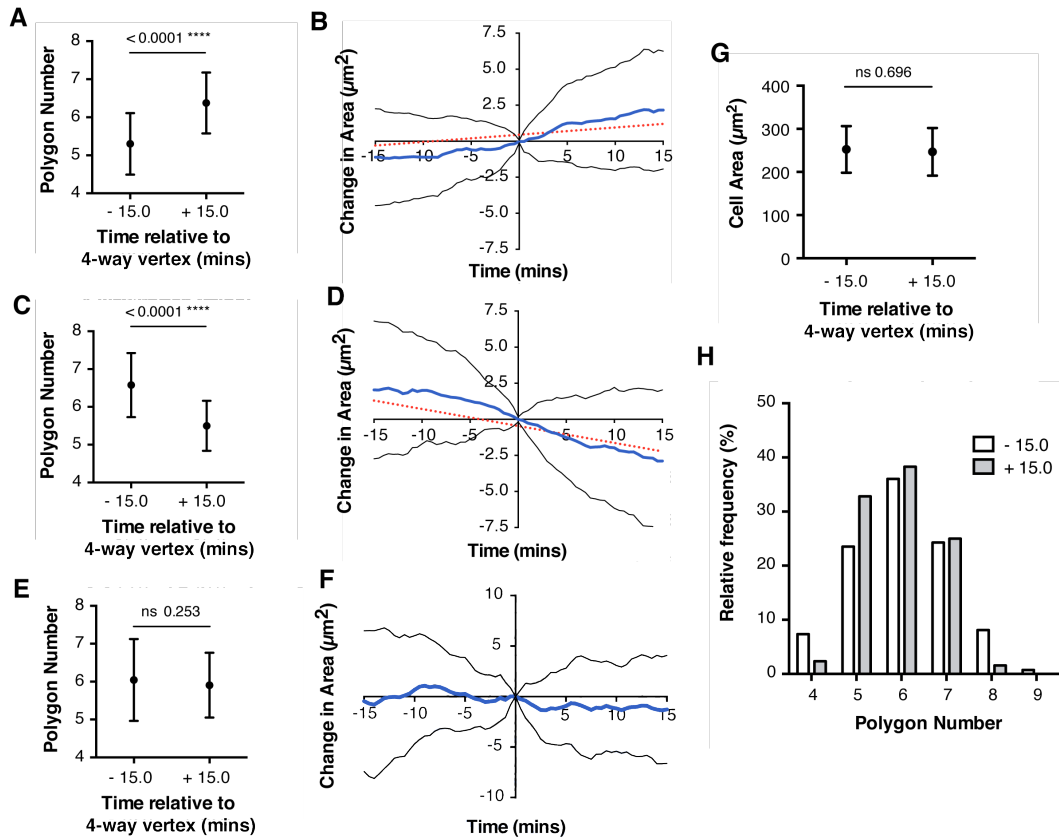 A
< 0.0001 ****
8
7
6
5
4
Polygon Number
- 15.0 + 15.0
Time relative to
4-way vertex (mins)
B
7.5
5.0
2.5
-2.5
-5.0
-7.5
-15 -10 -5 0 5 10 15
Change in Area (µm²)
Time (mins)
C
< 0.0001 ****
8
7
6
5
4
Polygon Number
- 15.0 + 15.0
Time relative to
4-way vertex (mins)
D
7.5
5.0
2.5
-2.5
-5.0
-7.5
-15 -10 -5 0 5 10 15
Change in Area (µm²)
Time (mins)
E
ns 0.253
8
7
6
5
4
Polygon Number
- 15.0 + 15.0
Time relative to
4-way vertex (mins)
F
10
5
-5
-10
-15 -10 -5 0 5 10 15
Change in Area (µm²)
Time (mins)
G
ns 0.696
400
300
200
100
0
Cell Area (µm²)
- 15.0 + 15.0
Time relative to
4-way vertex (mins)
H
50
40
30
20
10
0
Relative frequency (%)
- 15.0
+ 15.0
4 5 6 7 8 9
Polygon Number